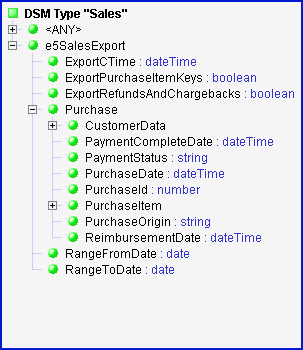 DSM Type "Sales"
<ANY>
e5SalesExport
ExportCTime : dateTime
ExportPurchaseItemKeys : boolean
ExportRefundsAndChargebacks : boolean
Purchase
CustomerData
PaymentCompleteDate : dateTime
PaymentStatus : string
PurchaseDate : dateTime
PurchaseId : number
PurchaseItem
PurchaseOrigin : string
ReimbursementDate : dateTime
RangeFromDate : date
RangeToDate : date